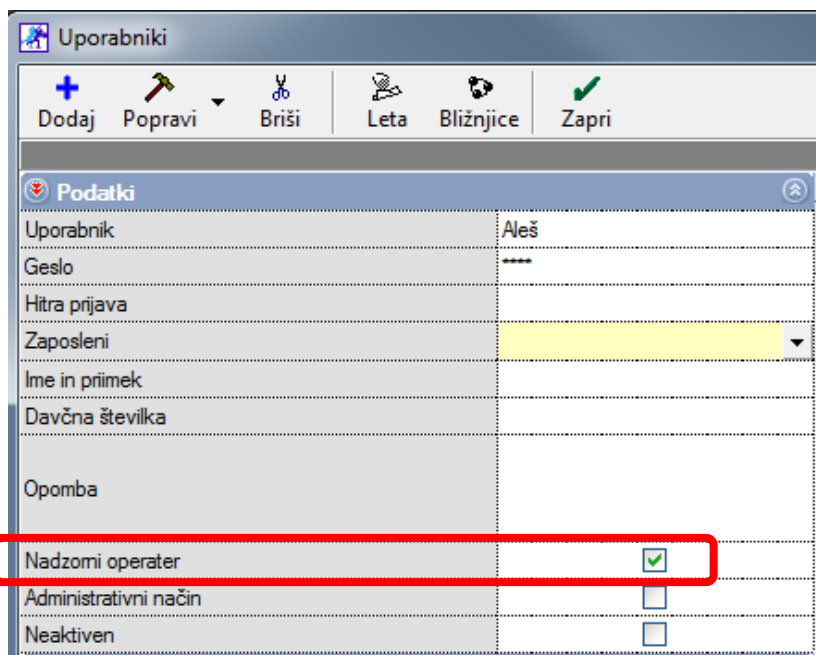 Uporabniki
Dodaj Popravi Briši Leta Bližnjice Zapri
Podatki
Uporabnik Aleš
Geslo ****
Hitra prijava
Zaposleni
Ime in priimek
Davčna številka
Opomba
Nadzorni operater
Administrativni način
Neaktiven